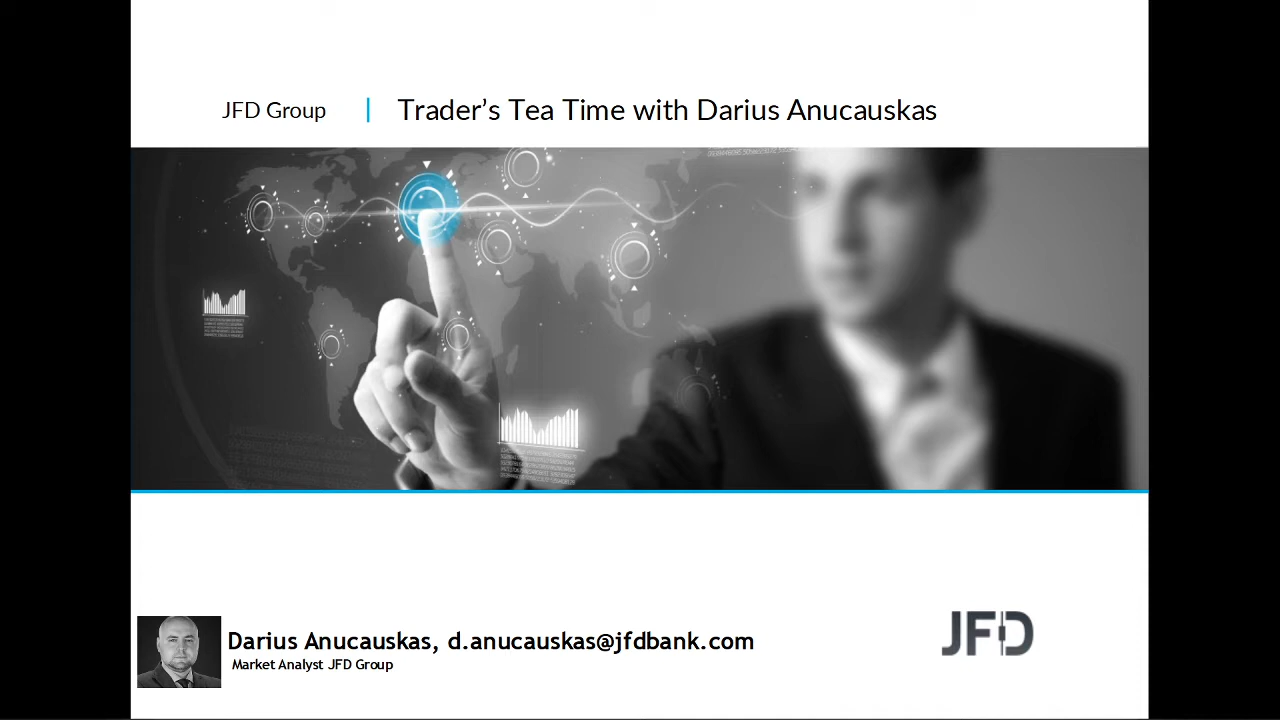 JFD Group | Trader's Tea Time with Darius Anucauskas
Darius Anucauskas, d.anucauskas@jfdbank.com
Market Analyst JFD Group
JFD